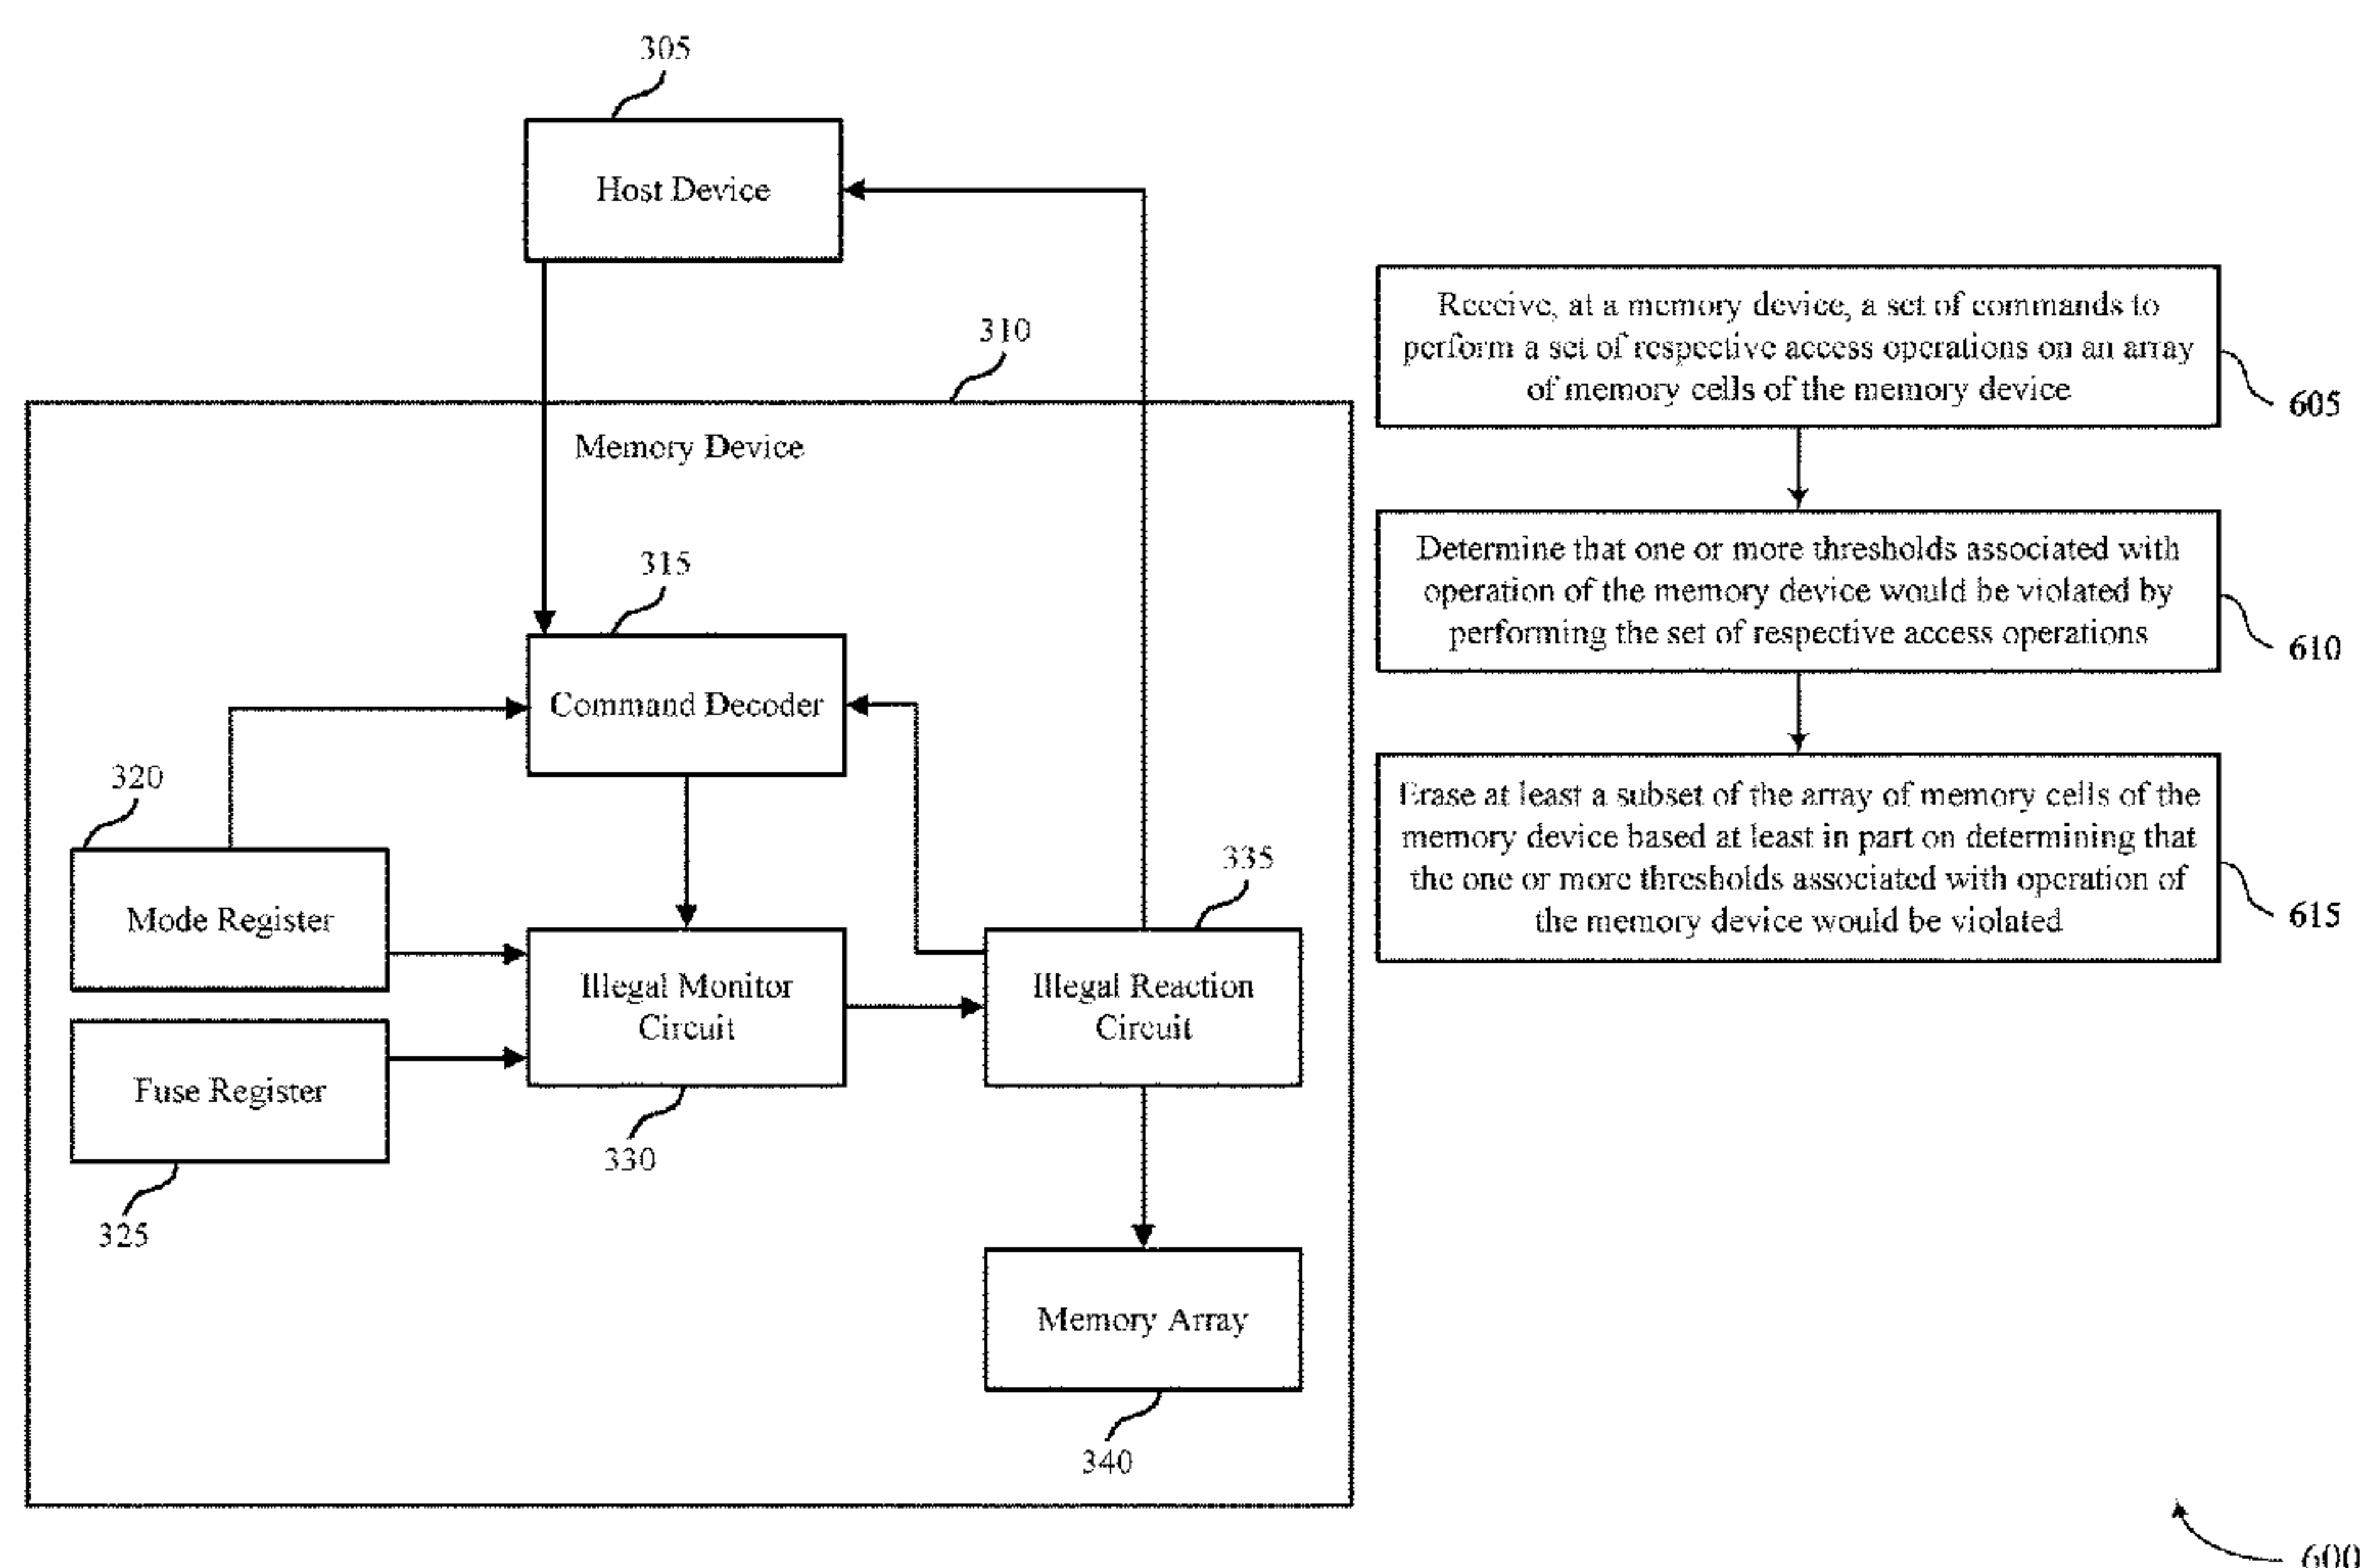 305
Host Device
310
Memory Device
315
Command Decoder
320
Mode Register
335
Illegal Monitor
Circuit
Illegal Reaction
Circuit
Fuse Register
330
325
Memory Array
340
Receive, at a memory device, a set of commands to
perform a set of respective access operations on an array
of memory cells of the memory device
605
Determine that one or more thresholds associated with
operation of the memory device would be violated by
performing the set of respective access operations
610
Erase at least a subset of the array of memory cells of the
memory device based at least in part on determining that
the one or more thresholds associated with operation of
the memory device would be violated
615
600